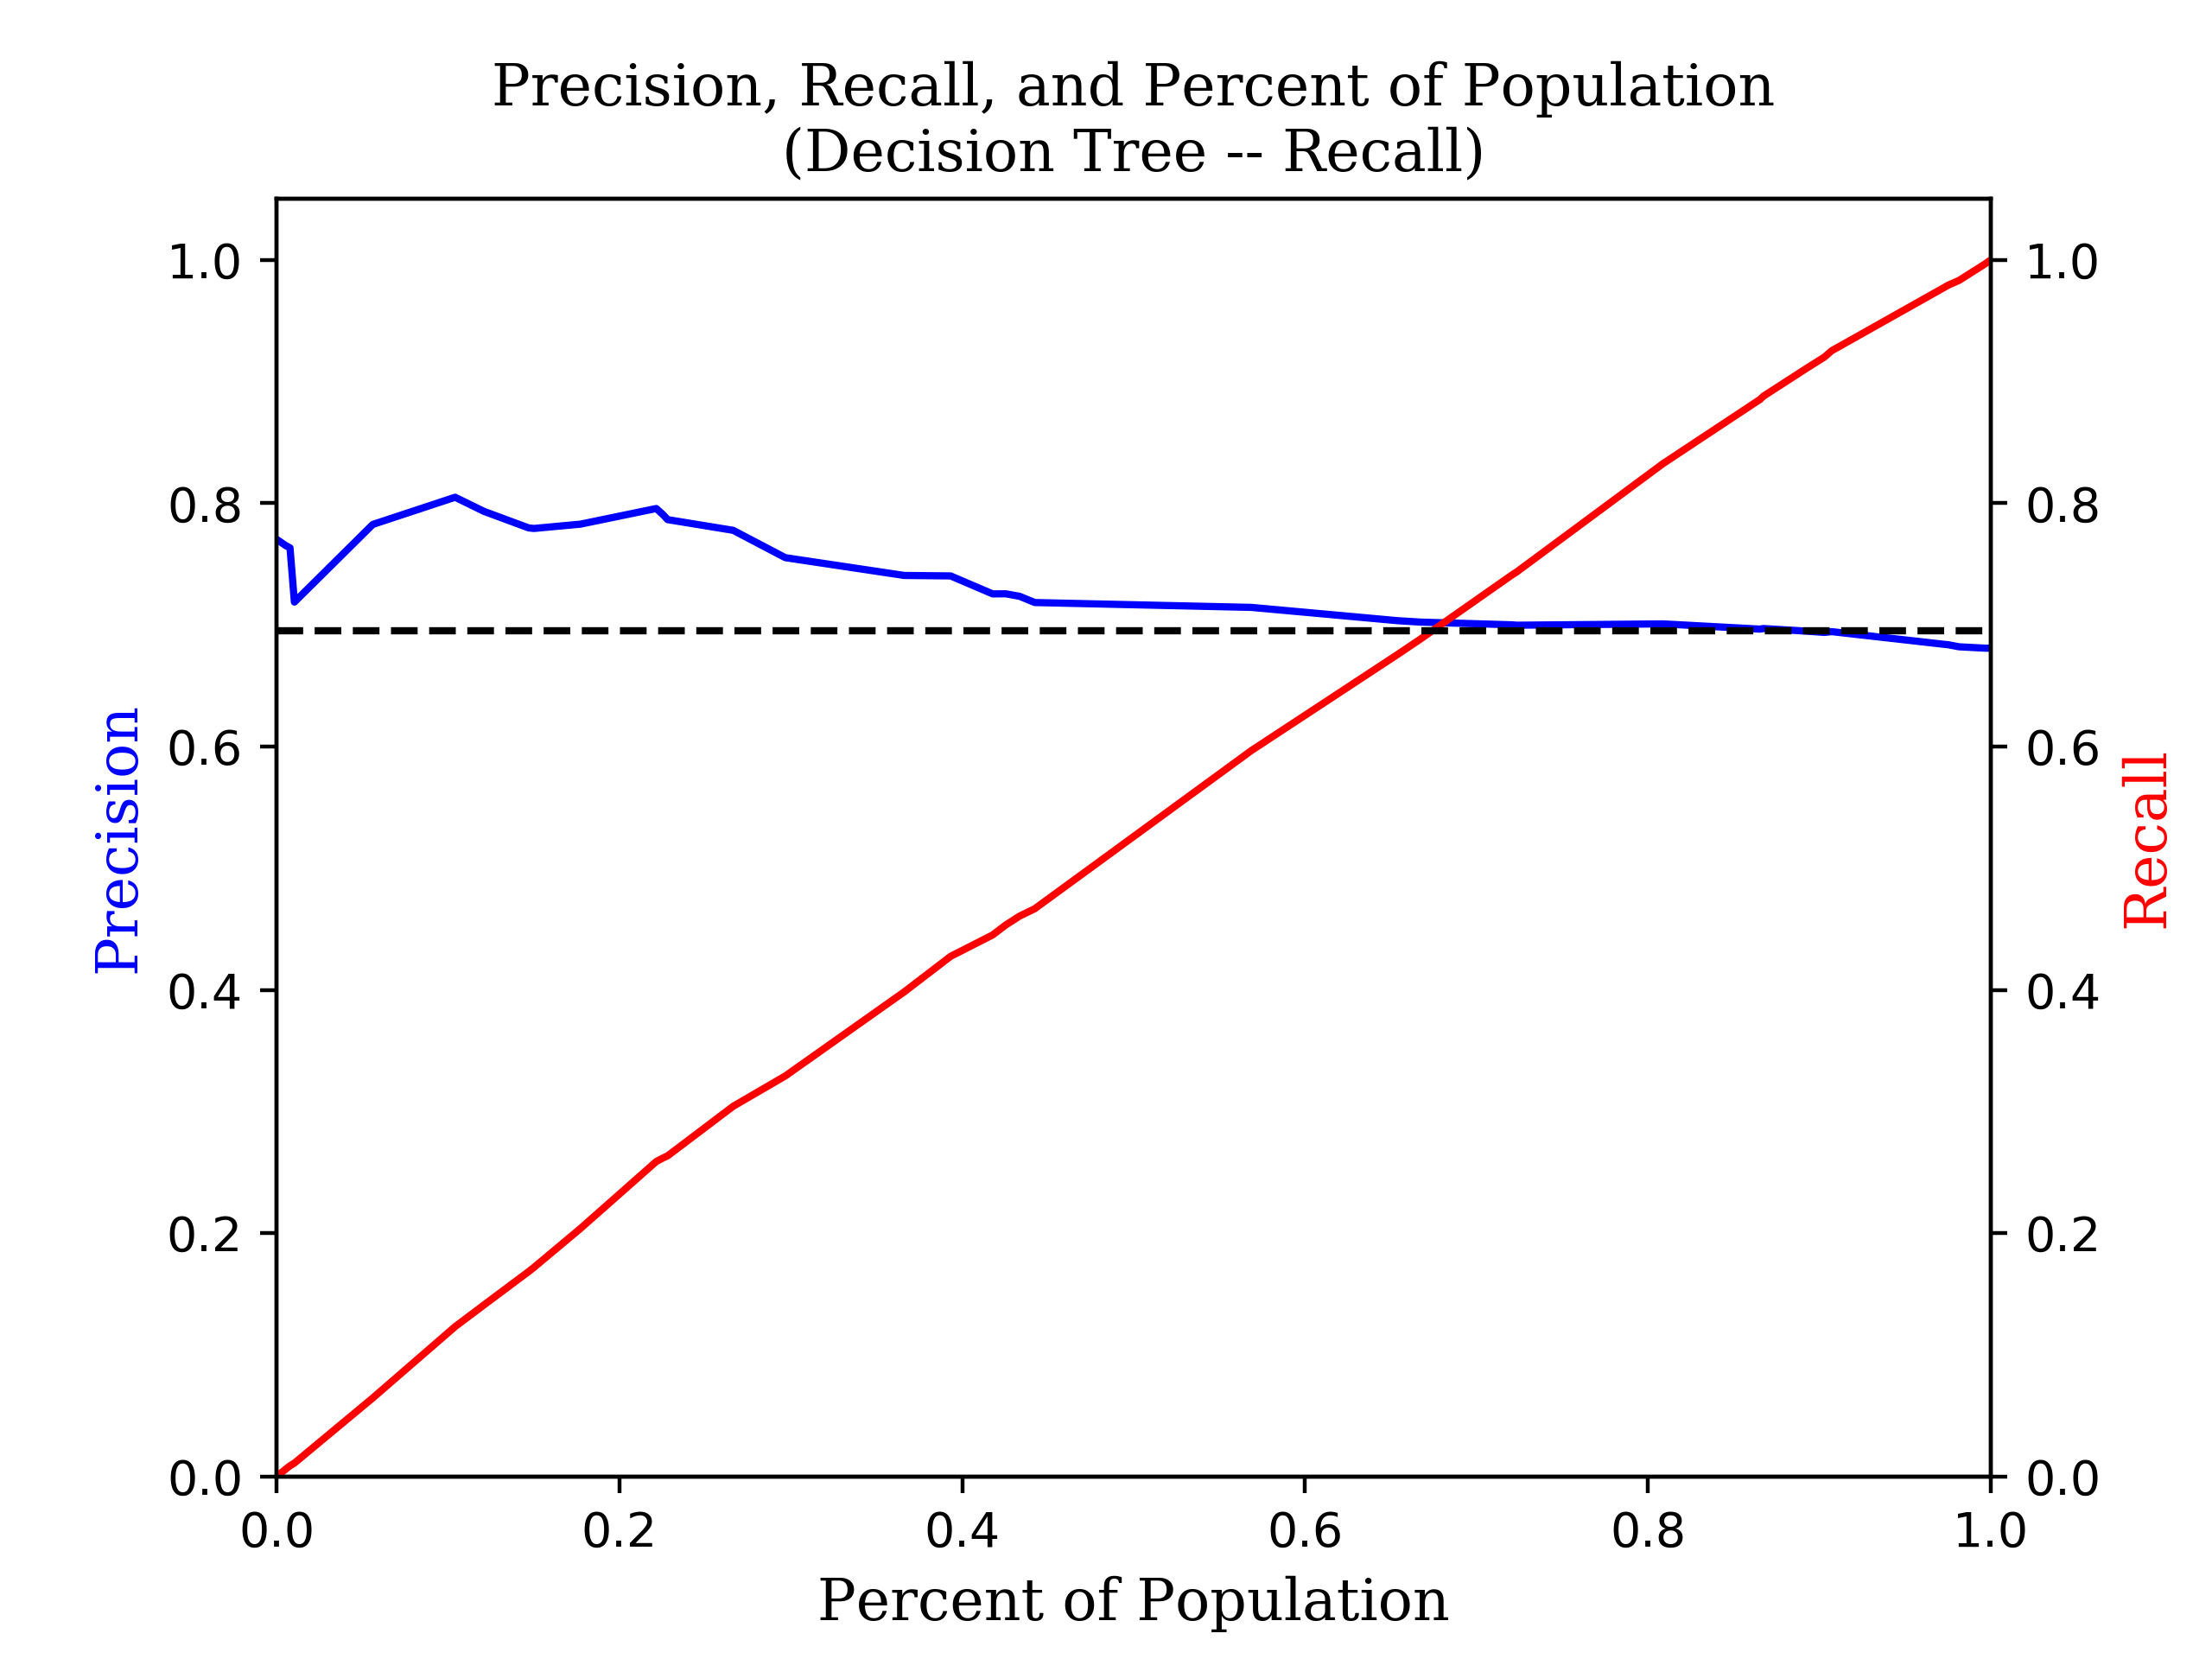 Precision, Recall, and Percent of Population
(Decision Tree -- Recall)
1.0
0.8
0.6
0.4
0.2
0.0
Precision
1.0
0.8
0.6
0.4
0.2
0.0
Recall
0.0 0.2 0.4 0.6 0.8 1.0
Percent of Population